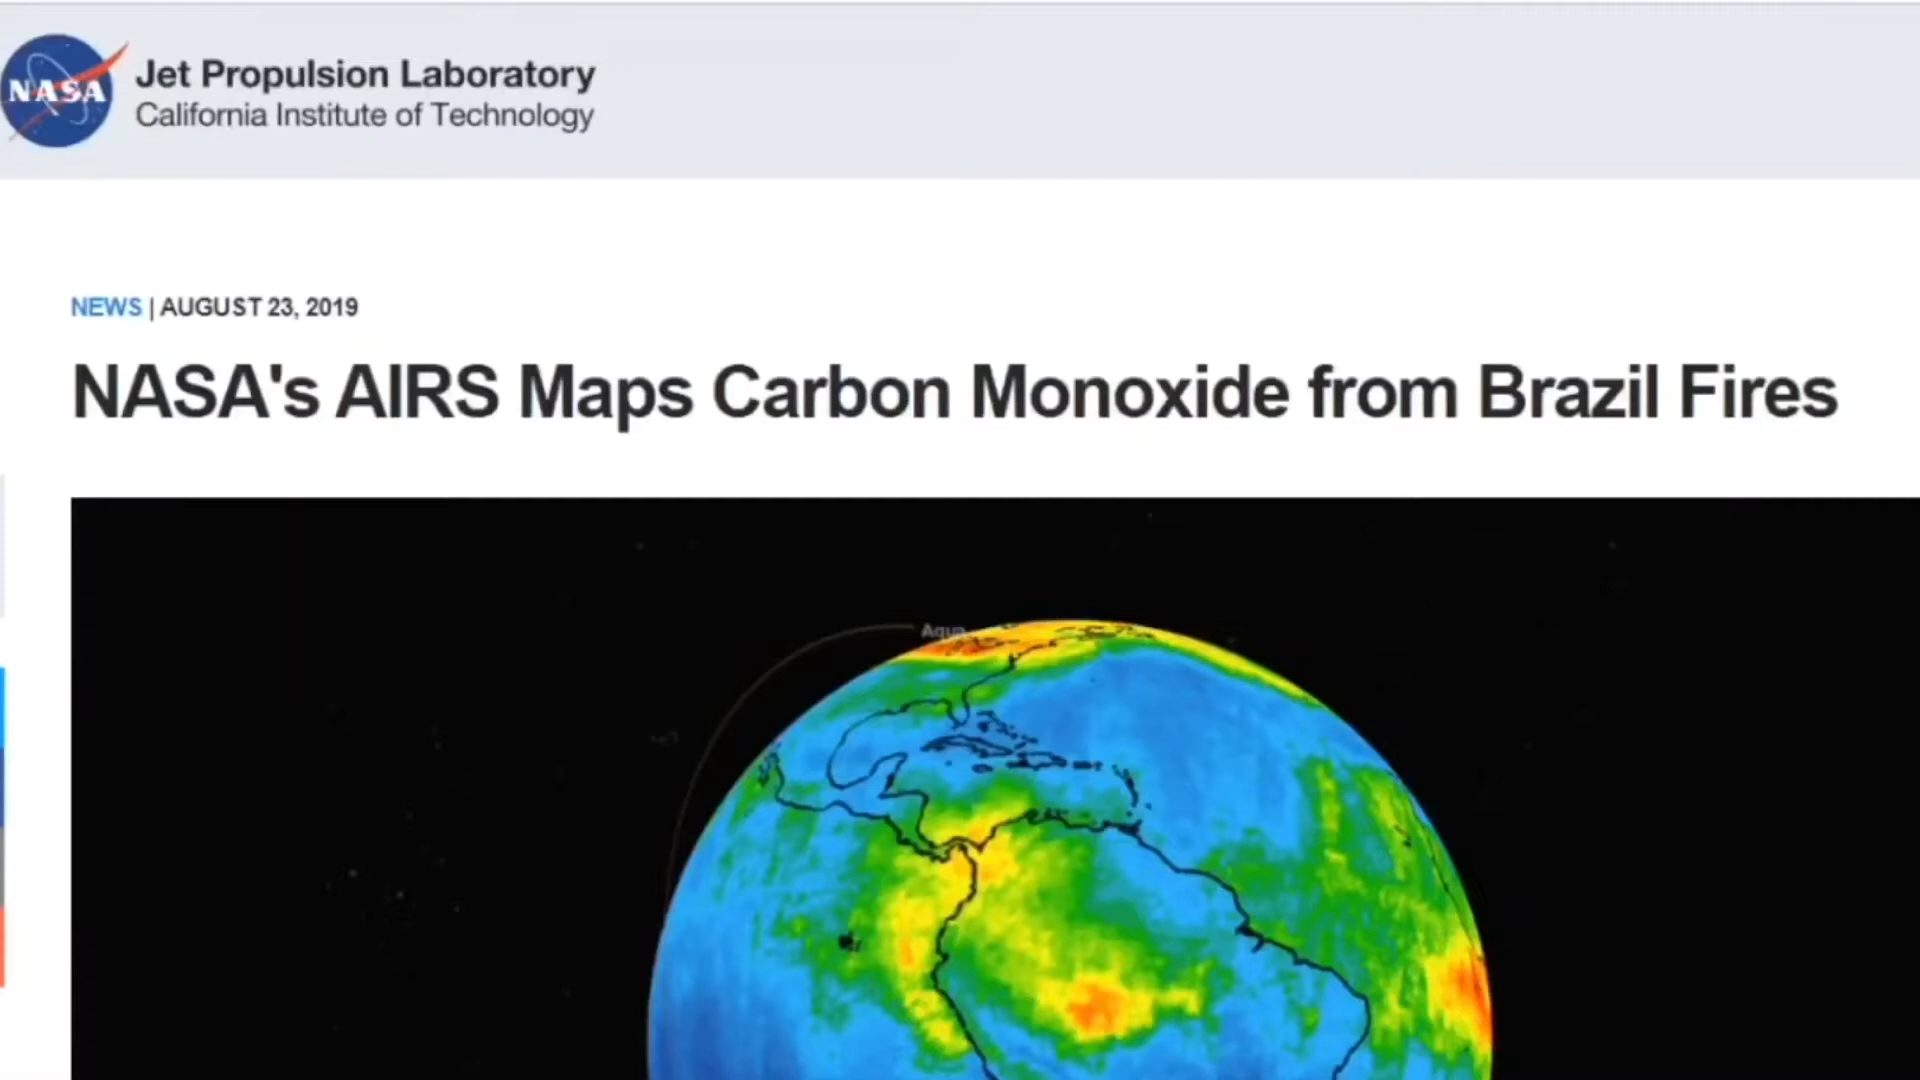 NASA
Jet Propulsion Laboratory
California Institute of Technology
NEWS | AUGUST 23, 2019
NASA's AIRS Maps Carbon Monoxide from Brazil Fires
Aqua